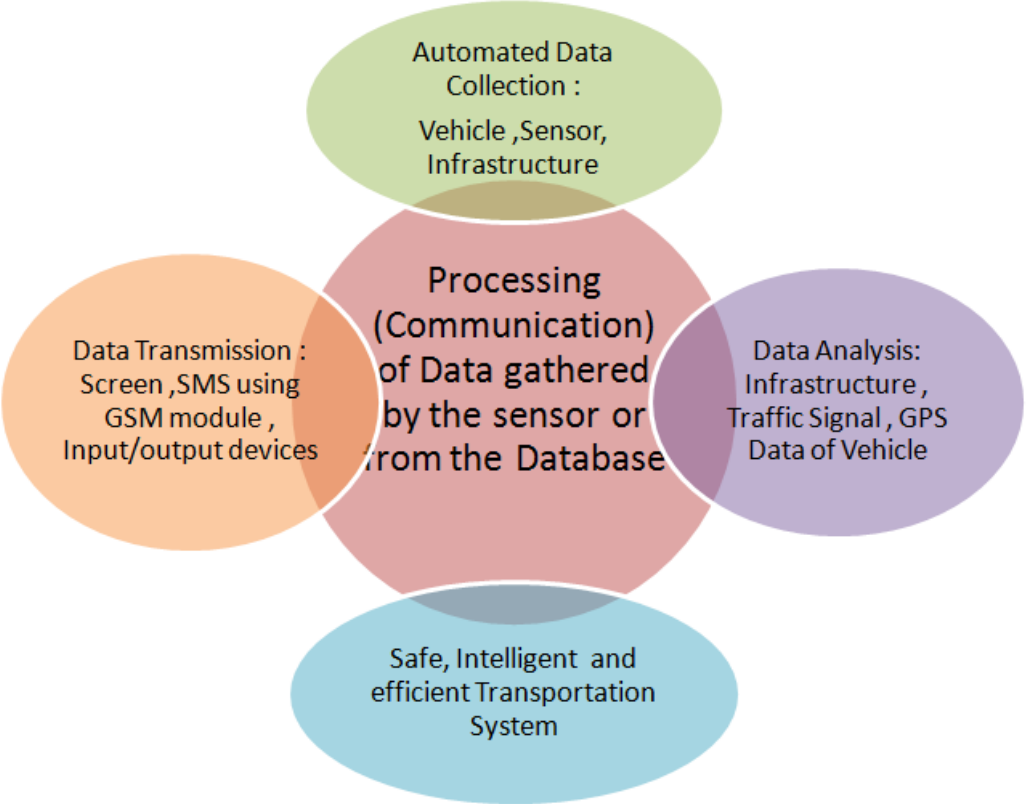 Automated Data
Collection :
Vehicle ,Sensor,
Infrastructure
Processing
(Communication)
of Data gathered
by the sensor or
from the Database
Data Transmission :
Screen ,SMS using
GSM module ,
Input/output devices
Data Analysis:
Infrastructure ,
Traffic Signal , GPS
Data of Vehicle
Safe, Intelligent and
efficient Transportation
System